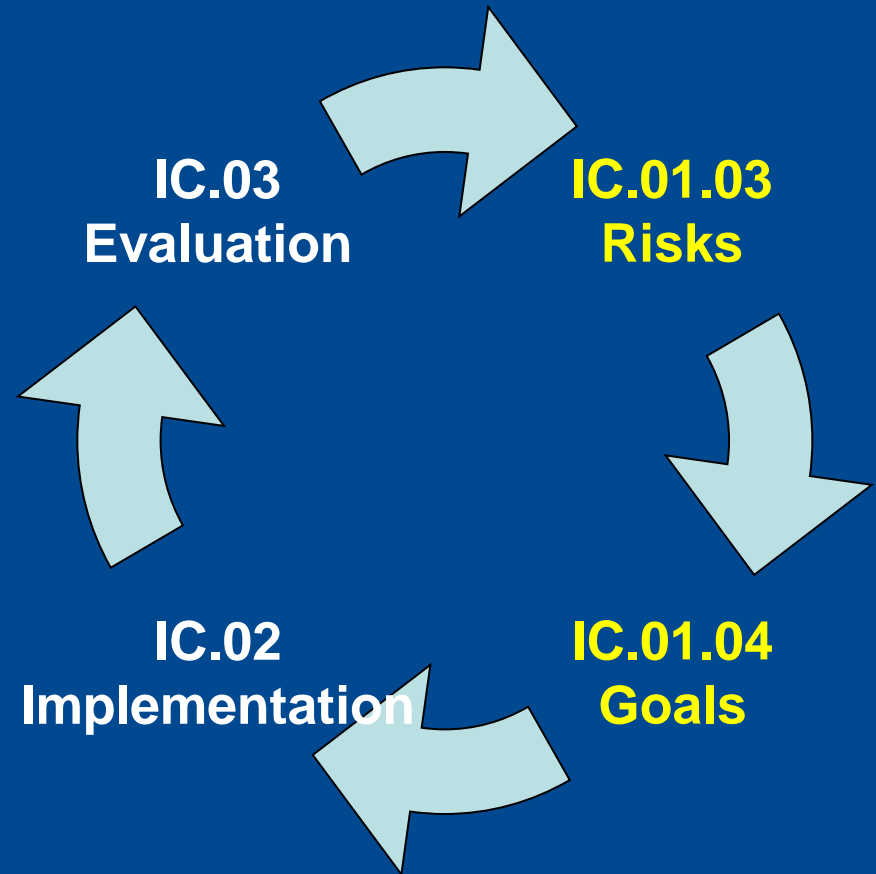 IC.03
Evaluation
IC.01.03
Risks
IC.02
Implementation
IC.01.04
Goals